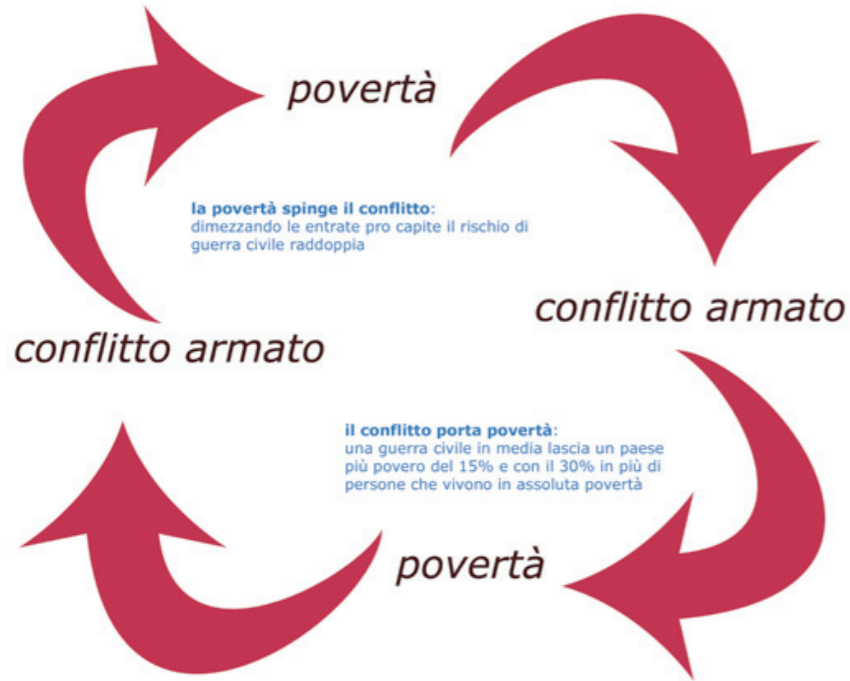 povertà
la povertà spinge il conflitto:
dimezzando le entrate pro capite il rischio di
guerra civile raddoppia
conflitto armato
conflitto armato
il conflitto porta povertà:
una guerra civile in media lascia un paese
più povero del 15% e con il 30% in più di
persone che vivono in assoluta povertà
povertà